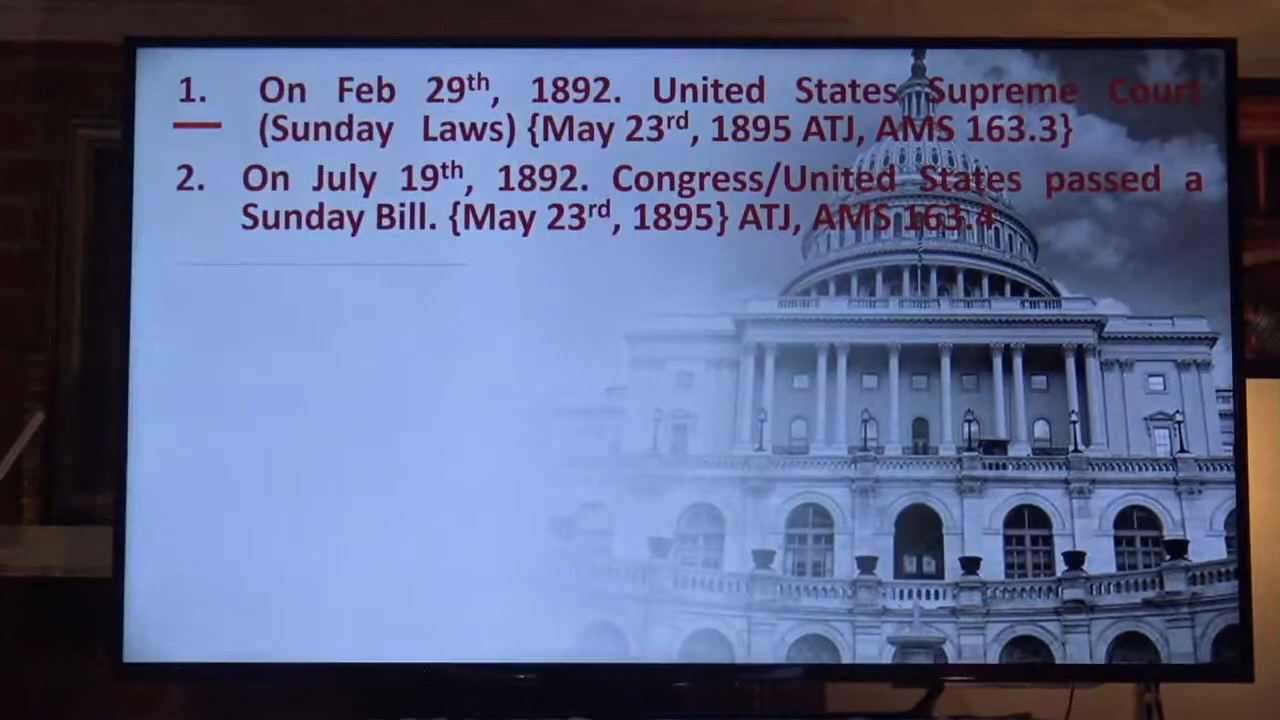 1. On Feb 29th, 1892. United States Supreme Court
(Sunday Laws) {May 23rd, 1895 ATJ, AMS 163.3}
2. On July 19th, 1892. Congress/United States passed a
Sunday Bill. {May 23rd, 1895} ATJ, AMS 163.4